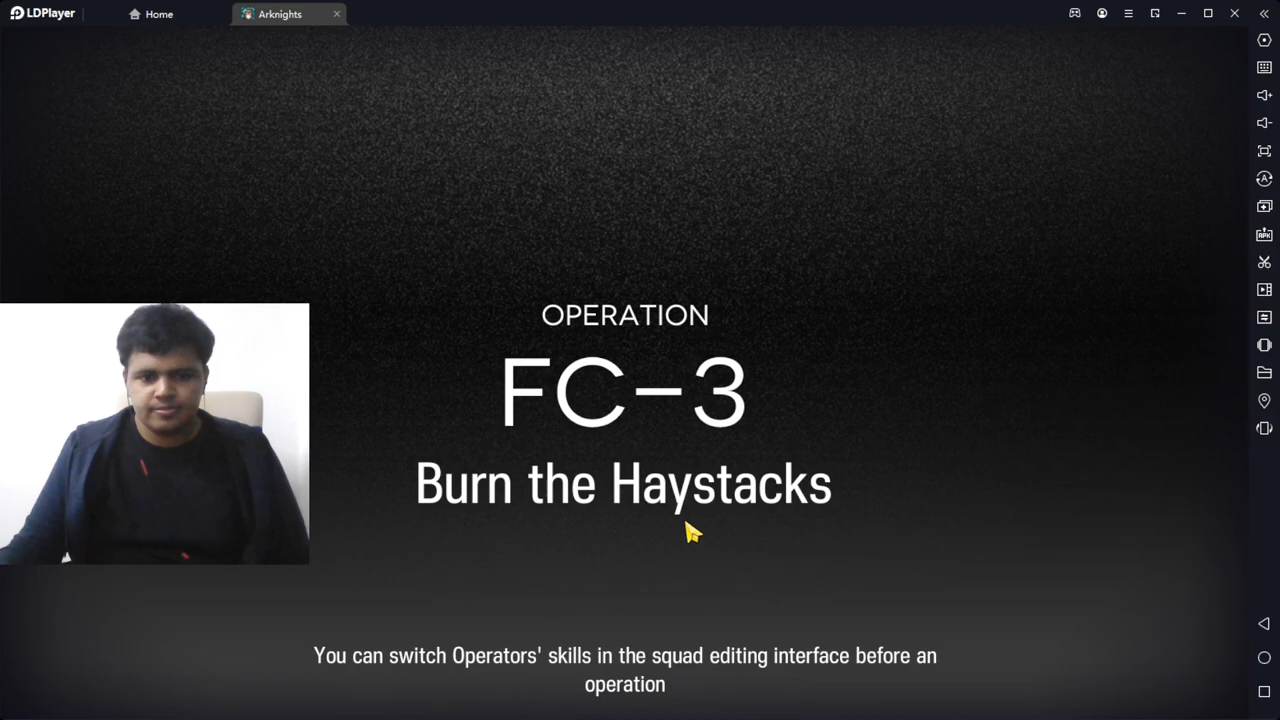 LDPlayer
Home
Arknights
OPERATION
FC-3
Burn the Haystacks
You can switch Operators' skills in the squad editing interface before an
operation